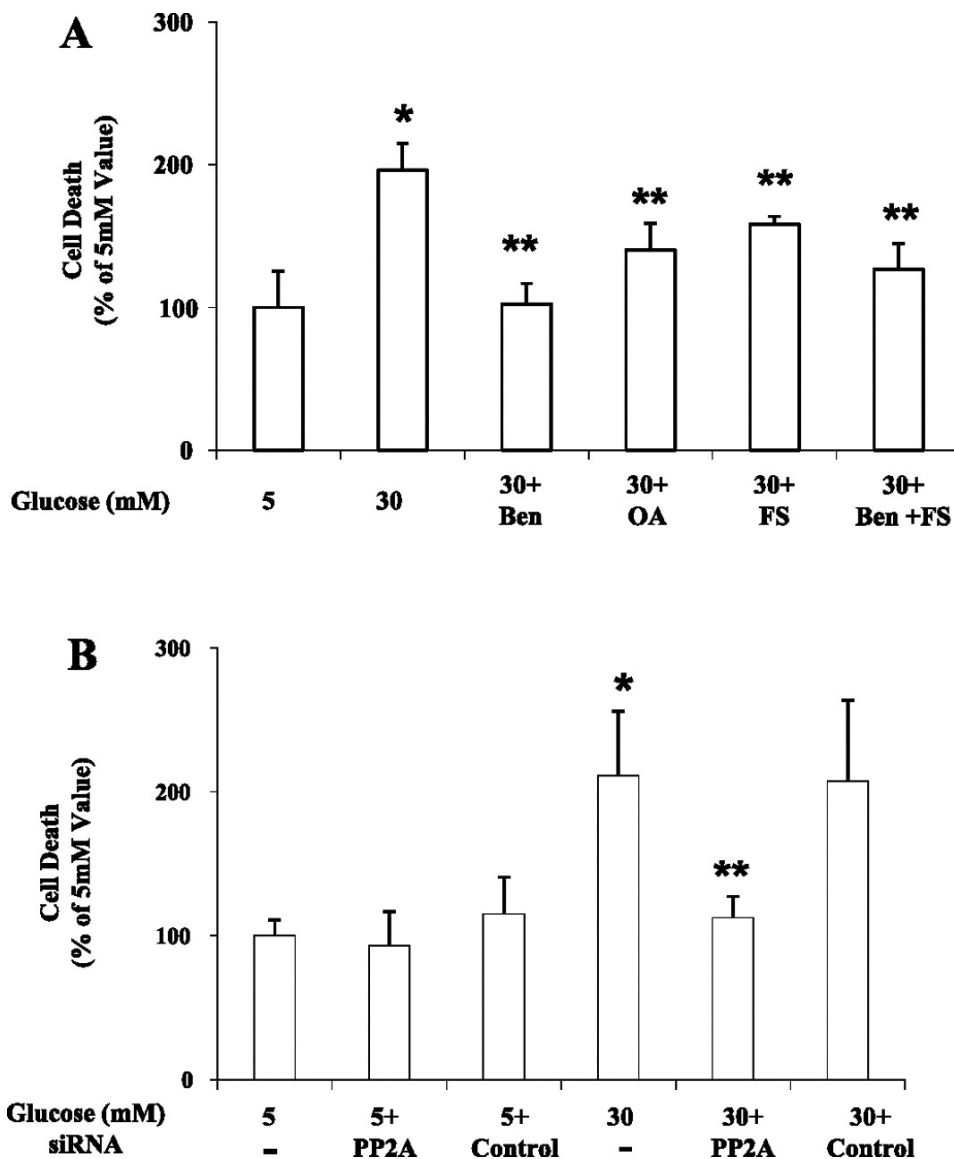 A
300
200
100
0
Cell Death
(% of 5mM Value)
*
**
**
**
**
Glucose (mM) 5 30 30+ 30+ 30+ 30+
Ben OA FS Ben +FS
B
300
200
100
0
Cell Death
(% of 5mM Value)
*
**
Glucose (mM) 5 5+ 5+ 30 30+ 30+
siRNA - PP2A Control - PP2A Control